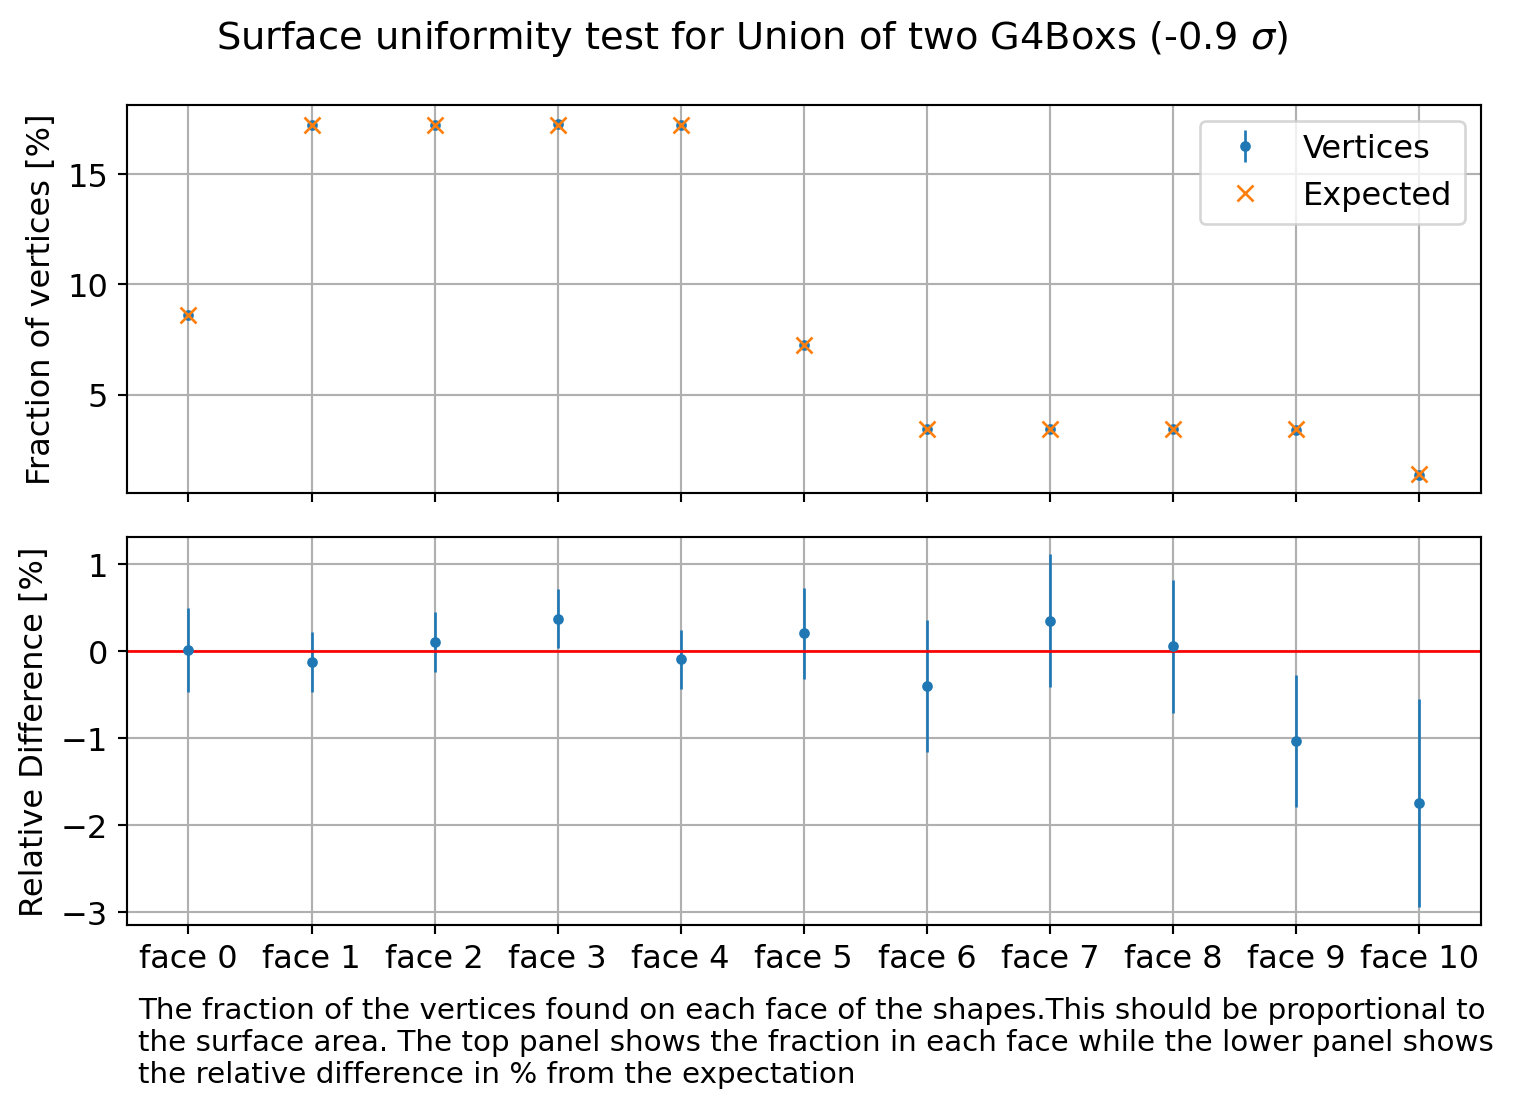 Surface uniformity test for Union of two G4Boxs (-0.9 σ)
Fraction of vertices [%]
15
10
5
Vertices
Expected
Relative Difference [%]
1
0
−1
−2
−3
face 0 face 1 face 2 face 3 face 4 face 5 face 6 face 7 face 8 face 9 face 10
The fraction of the vertices found on each face of the shapes.This should be proportional to
the surface area. The top panel shows the fraction in each face while the lower panel shows
the relative difference in % from the expectation